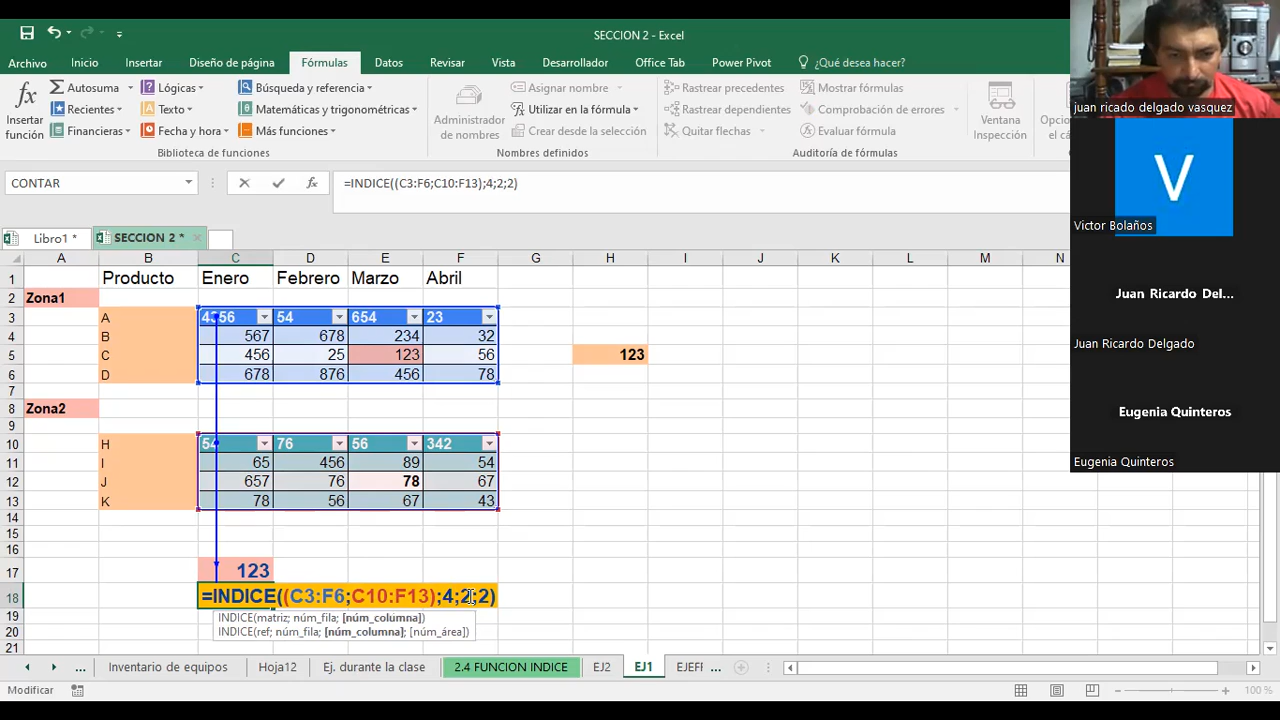 SECCION 2 - Excel
Archivo Inicio Insertar Diseño de página Fórmulas Datos Revisar Vista Desarrollador Office Tab Power Pivot ¿Qué desea hacer?
fx Insertar función
Autosuma
Recientes
Financieras
Lógicas
Texto
Fecha y hora
Búsqueda y referencia
Matemáticas y trigonométricas
Más funciones
Biblioteca de funciones
Administrador de nombres
Asignar nombre
Utilizar en la fórmula
Crear desde la selección
Nombres definidos
Rastrear precedentes
Rastrear dependientes
Quitar flechas
Mostrar fórmulas
Comprobación de errores
Evaluar fórmula
Auditoría de fórmulas
Ventana Inspección
CONTAR fx =INDICE((C3:F6;C10:F13);4;2;2)
Libro1 * SECCION 2 *
A B C D E F G H I J K L M N
1 Producto Enero Febrero Marzo Abril
2 Zona1
3 A 4356 54 654 23
4 B 567 678 234 32
5 C 456 25 123 56 123
6 D 678 876 456 78
7
8 Zona2
9
10 H 54 76 56 342
11 I 65 456 89 54
12 J 657 76 78 67
13 K 78 56 67 43
14
15
16
17 123
18 =INDICE((C3:F6;C10:F13);4;2;2)
19 INDICE(matriz; núm_fila; [núm_columna])
20 INDICE(ref; núm_fila; [núm_columna]; [núm_área])
21
... Inventario de equipos Hoja12 Ej. durante la clase 2.4 FUNCION INDICE EJ2 EJ1 EJEFI ...
Modificar 100 %
juan ricado delgado vasquez
V
Victor Bolaños
Juan Ricardo Del...
Juan Ricardo Delgado
Eugenia Quinteros
Eugenia Quinteros